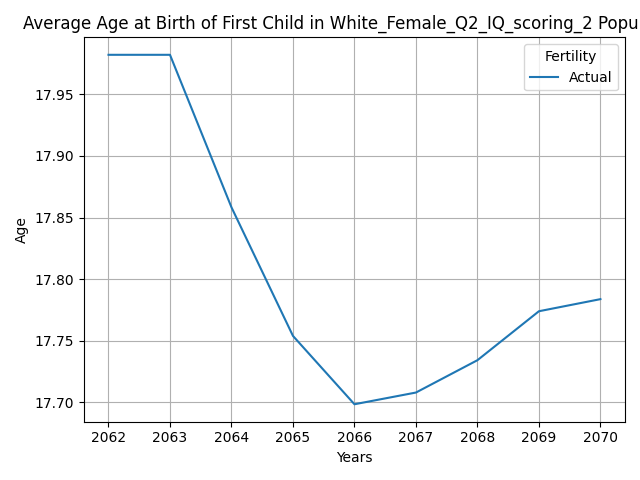 Average Age at Birth of First Child in White_Female_Q2_IQ_scoring_2 Popu
Fertility
Actual
17.95
17.90
17.85
17.80
17.75
17.70
Age
2062 2063 2064 2065 2066 2067 2068 2069 2070
Years